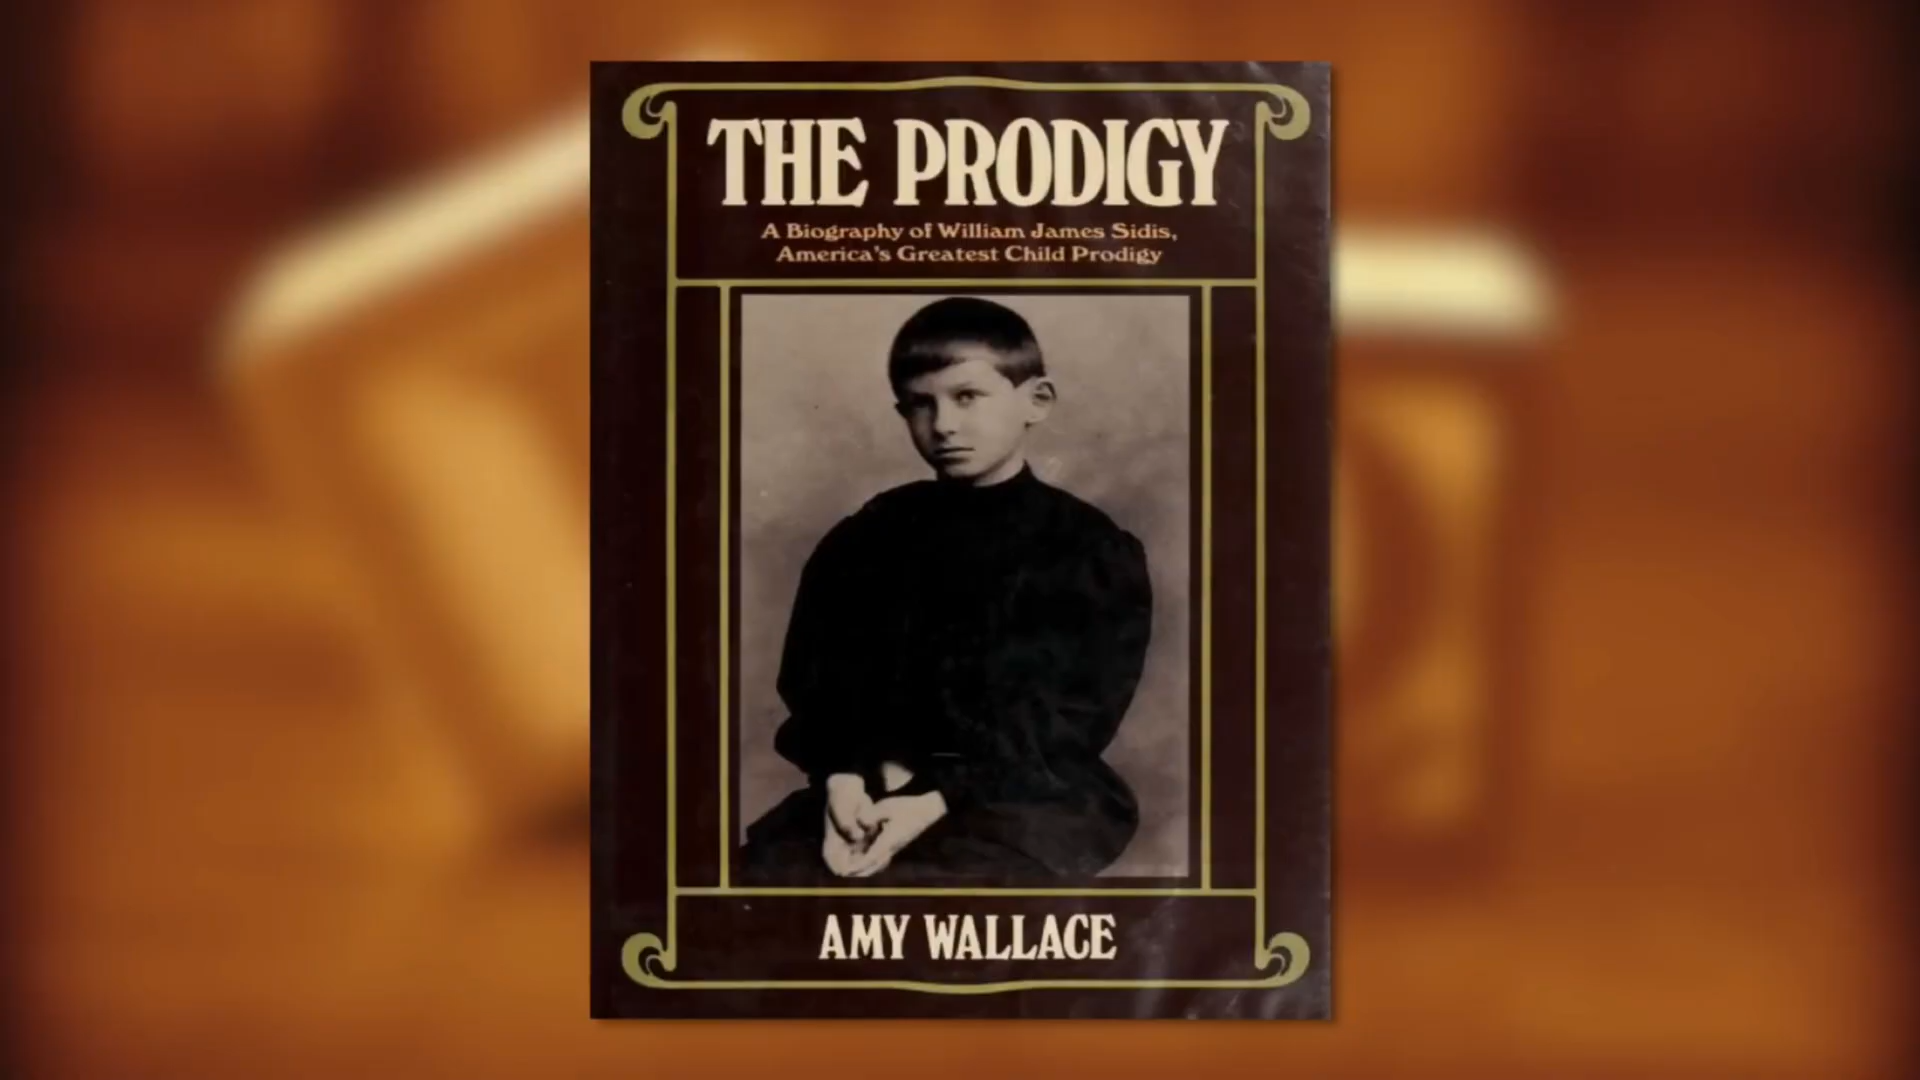 THE PRODIGY
A Biography of William James Sidis,
America's Greatest Child Prodigy
AMY WALLACE